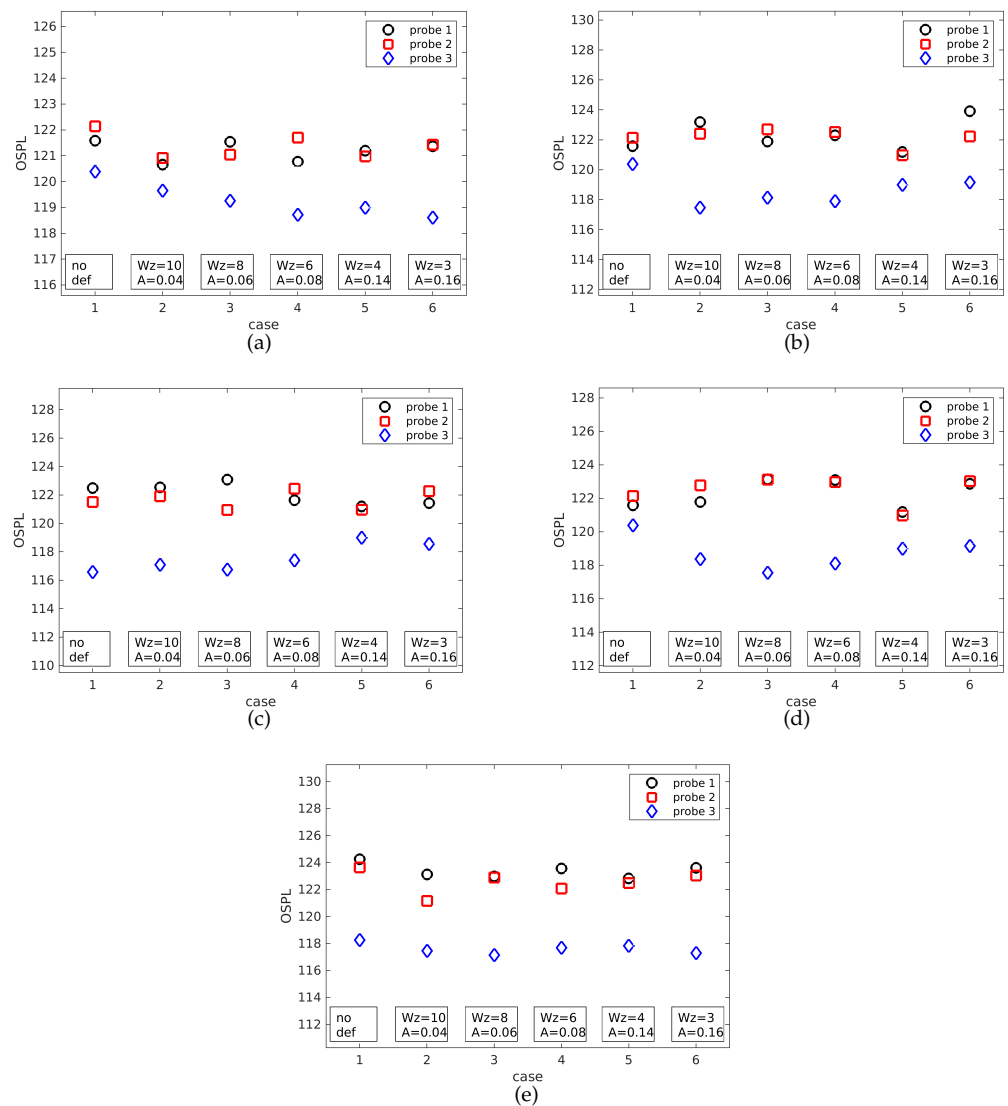 126
125
124
123
122
121
120
119
118
117
116
OSPL
probe 1
probe 2
probe 3
no
def
Wz=10
A=0.04
Wz=8
A=0.06
Wz=6
A=0.08
Wz=4
A=0.14
Wz=3
A=0.16
1 2 3 4 5 6
case
(a)
130
128
126
124
122
120
118
116
114
112
OSPL
probe 1
probe 2
probe 3
no
def
Wz=10
A=0.04
Wz=8
A=0.06
Wz=6
A=0.08
Wz=4
A=0.14
Wz=3
A=0.16
1 2 3 4 5 6
case
(b)
128
126
124
122
120
118
116
114
112
110
OSPL
probe 1
probe 2
probe 3
no
def
Wz=10
A=0.04
Wz=8
A=0.06
Wz=6
A=0.08
Wz=4
A=0.14
Wz=3
A=0.16
1 2 3 4 5 6
case
(c)
128
126
124
122
120
118
116
114
112
OSPL
probe 1
probe 2
probe 3
no
def
Wz=10
A=0.04
Wz=8
A=0.06
Wz=6
A=0.08
Wz=4
A=0.14
Wz=3
A=0.16
1 2 3 4 5 6
case
(d)
130
128
126
124
122
120
118
116
114
112
OSPL
probe 1
probe 2
probe 3
no
def
Wz=10
A=0.04
Wz=8
A=0.06
Wz=6
A=0.08
Wz=4
A=0.14
Wz=3
A=0.16
1 2 3 4 5 6
case
(e)